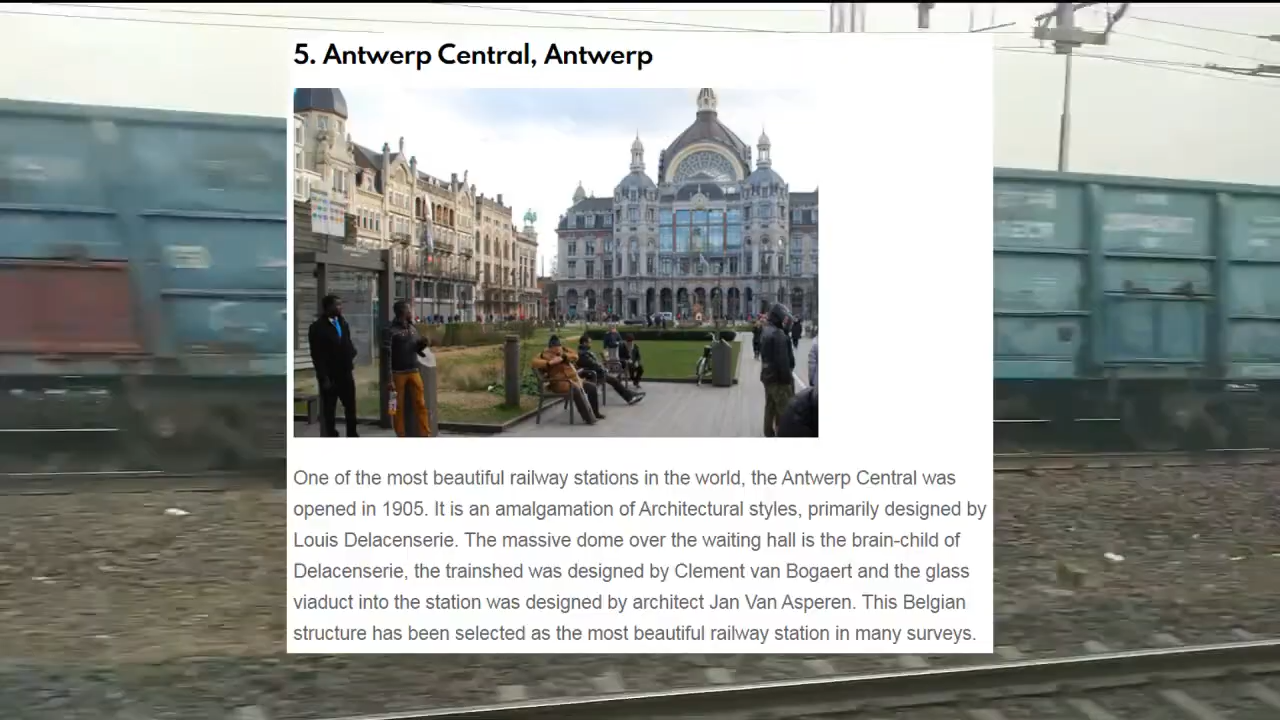 5. Antwerp Central, Antwerp
One of the most beautiful railway stations in the world, the Antwerp Central was
opened in 1905. It is an amalgamation of Architectural styles, primarily designed by
Louis Delacenserie. The massive dome over the waiting hall is the brain-child of
Delacenserie, the trainshed was designed by Clement van Bogaert and the glass
viaduct into the station was designed by architect Jan Van Asperen. This Belgian
structure has been selected as the most beautiful railway station in many surveys.